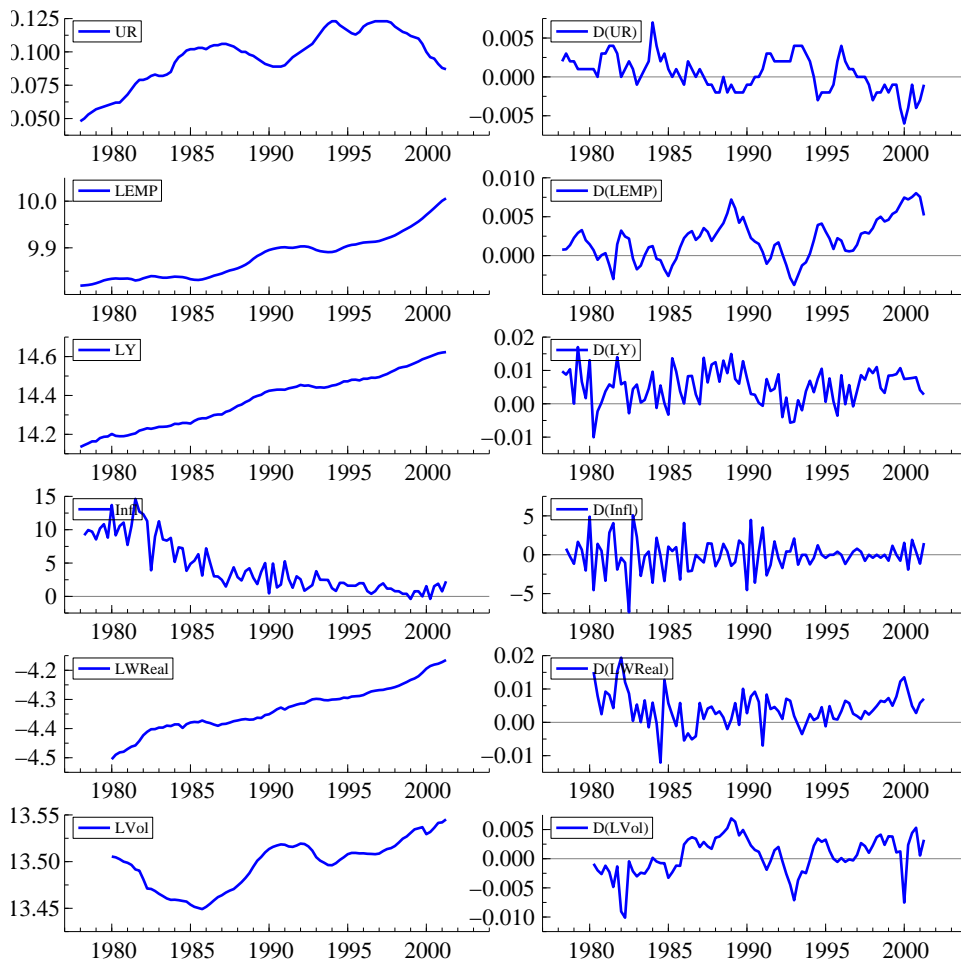 0.125
UR
0.100
0.075
0.050
1980 1985 1990 1995 2000
D(UR)
0.005
0.000
−0.005
1980 1985 1990 1995 2000
LEMP
10.0
9.9
1980 1985 1990 1995 2000
0.010
D(LEMP)
0.005
0.000
1980 1985 1990 1995 2000
LY
14.6
14.4
14.2
1980 1985 1990 1995 2000
0.02
D(LY)
0.01
0.00
−0.01
1980 1985 1990 1995 2000
15
Infl
10
5
0
1980 1985 1990 1995 2000
D(Infl)
5
0
−5
1980 1985 1990 1995 2000
LWReal
−4.2
−4.3
−4.4
−4.5
1980 1985 1990 1995 2000
0.02
D(LWReal)
0.01
0.00
−0.01
1980 1985 1990 1995 2000
13.55
LVol
13.50
13.45
1980 1985 1990 1995 2000
D(LVol)
0.005
0.000
−0.005
−0.010
1980 1985 1990 1995 2000